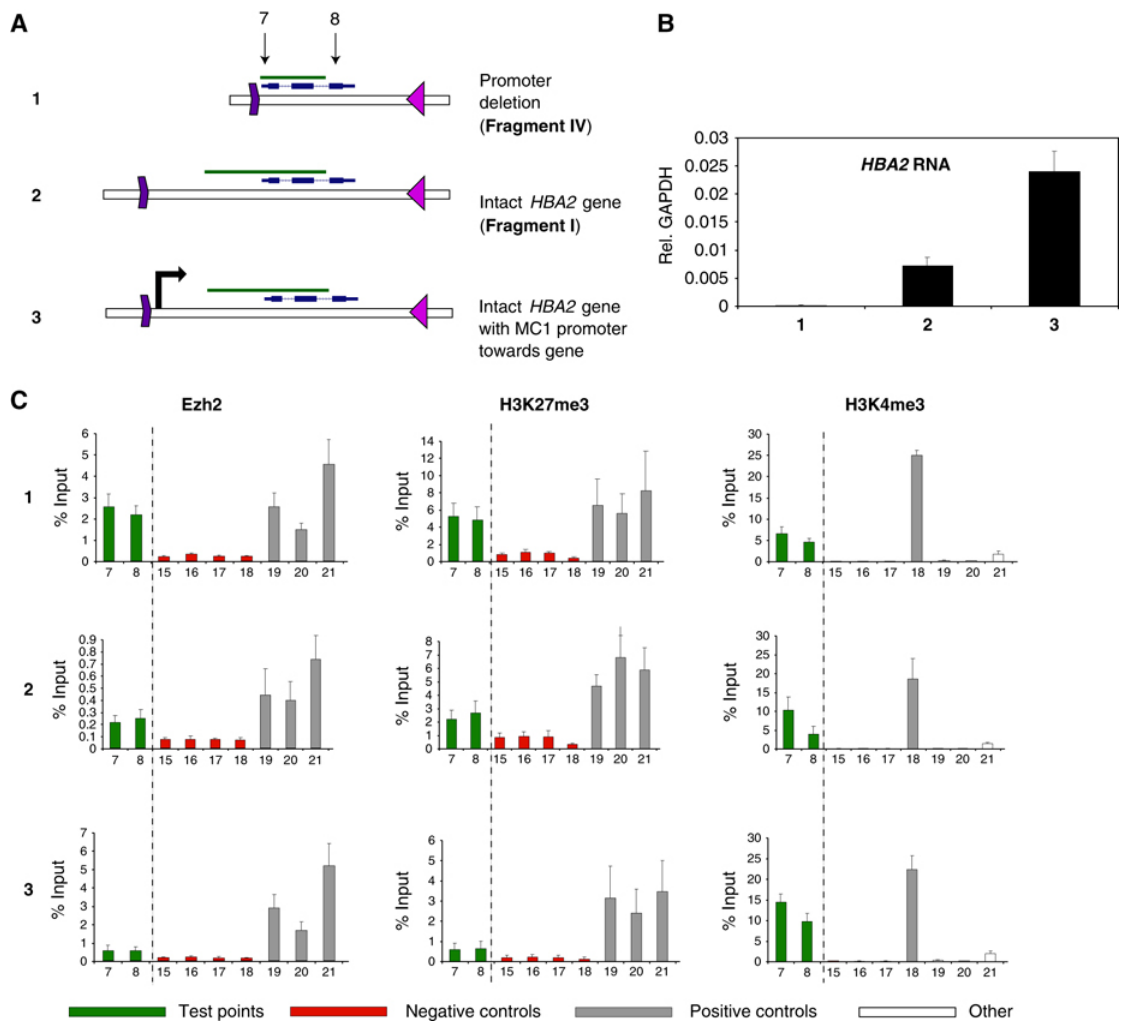 A
7 8
1
Promoter
deletion
(Fragment IV)
2
Intact HBA2 gene
(Fragment I)
3
Intact HBA2 gene
with MC1 promoter
towards gene
B
HBA2 RNA
Rel. GAPDH
0.03
0.025
0.02
0.015
0.01
0.005
0
1 2 3
C
Ezh2 H3K27me3 H3K4me3
1
% Input
6
5
4
3
2
1
0
7 8 15 16 17 18 19 20 21
% Input
14
12
10
8
6
4
2
0
7 8 15 16 17 18 19 20 21
% Input
30
25
20
15
10
5
0
7 8 15 16 17 18 19 20 21
2
% Input
0.9
0.8
0.7
0.6
0.5
0.4
0.3
0.2
0.1
0
7 8 15 16 17 18 19 20 21
% Input
8
7
6
5
4
3
2
1
0
7 8 15 16 17 18 19 20 21
% Input
30
25
20
15
10
5
0
7 8 15 16 17 18 19 20 21
3
% Input
7
6
5
4
3
2
1
0
7 8 15 16 17 18 19 20 21
% Input
6
5
4
3
2
1
0
7 8 15 16 17 18 19 20 21
% Input
30
25
20
15
10
5
0
7 8 15 16 17 18 19 20 21
Test points Negative controls Positive controls Other